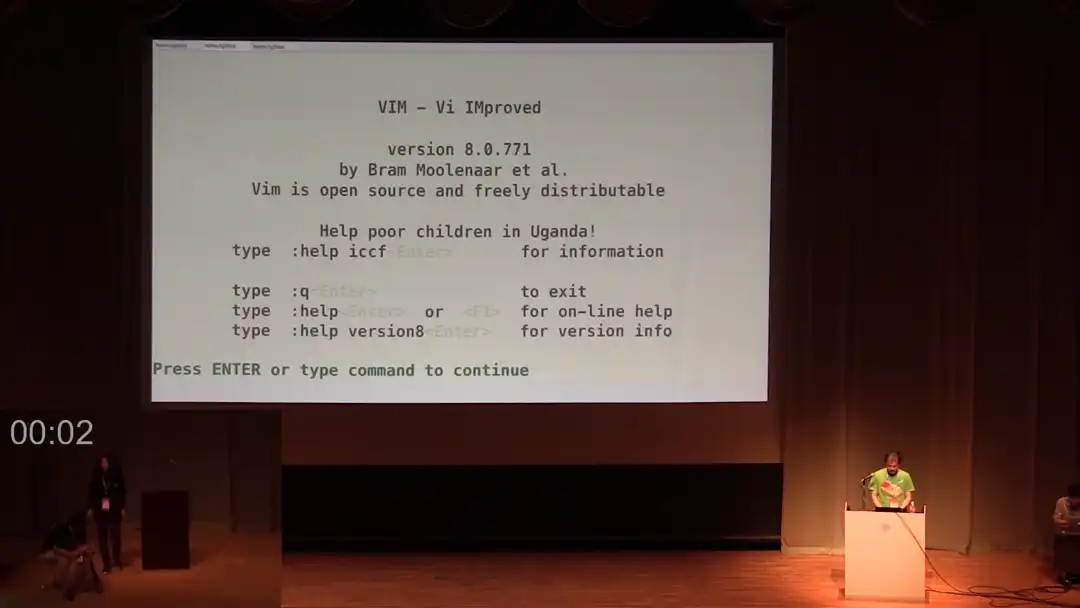 VIM - Vi IMproved
version 8.0.771
by Bram Moolenaar et al.
Vim is open source and freely distributable
Help poor children in Uganda!
type :help iccf<Enter> for information
type :q<Enter> to exit
type :help<Enter> or <F1> for on-line help
type :help version8<Enter> for version info
Press ENTER or type command to continue
00:02